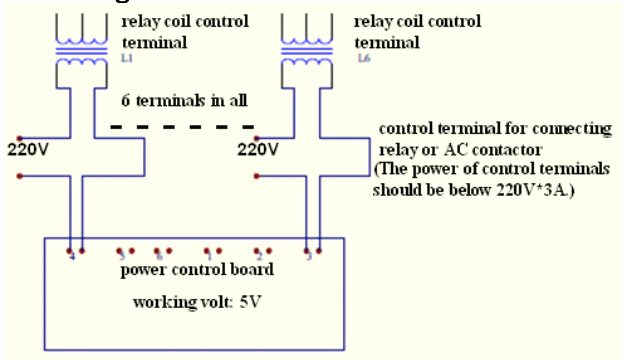 relay coil control
terminal
L1
relay coil control
terminal
L6
6 terminals in all
220V
220V
control terminal for connecting
relay or AC contactor
(The power of control terminals
should be below 220V*3A.)
4 5 6 1 2 3
power control board
working volt: 5V